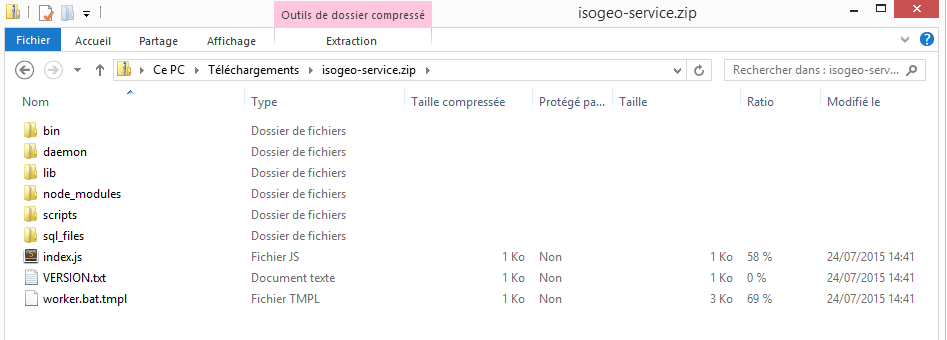 Outils de dossier compressé
isogeo-service.zip
Fichier Accueil Partage Affichage Extraction
Ce PC Téléchargements isogeo-service.zip Rechercher dans : isogeo-serv...
Nom Type Taille compressée Protégé pa... Taille Ratio Modifié le
bin Dossier de fichiers
daemon Dossier de fichiers
lib Dossier de fichiers
node_modules Dossier de fichiers
scripts Dossier de fichiers
sql_files Dossier de fichiers
index.js Fichier JS 1 Ko Non 1 Ko 58 % 24/07/2015 14:41
VERSION.txt Document texte 1 Ko Non 1 Ko 0 % 24/07/2015 14:41
worker.bat.tmpl Fichier TMPL 1 Ko Non 3 Ko 69 % 24/07/2015 14:41